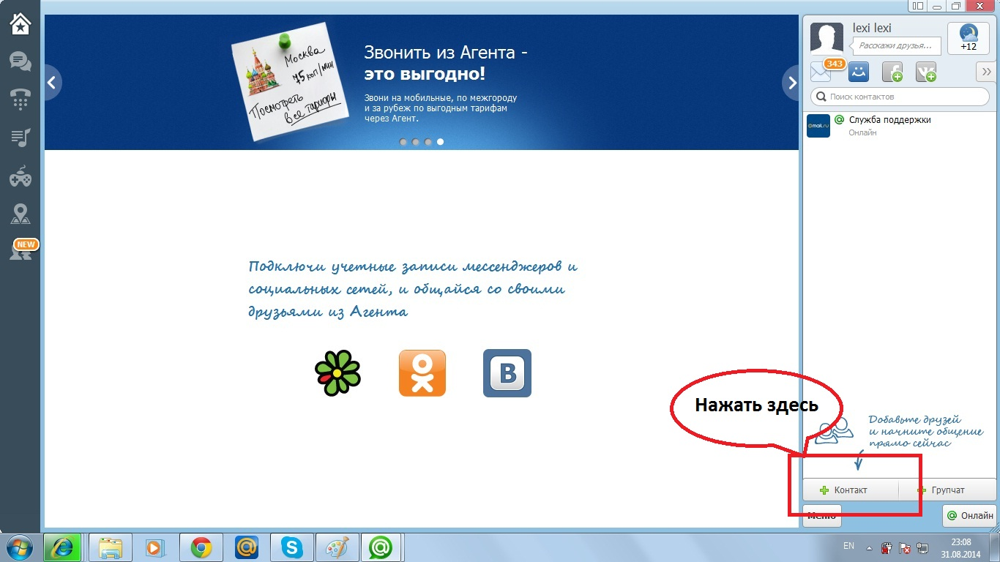 NEW
Москва
75 коп/мин
Посмотреть
все тарифы
Звонить из Агента -
это выгодно!
Звони на мобильные, по межгороду
и за рубеж по выгодным тарифам
через Агент.
Подключи учетные записи мессенджеров и
социальных сетей, и общайся со своими
друзьями из Агента
В
Нажать здесь
lexi lexi
Расскажи друзья...
+12
343
Поиск контактов
@mail.ru
Служба поддержки
Онлайн
Добавьте друзей
и начните общение
прямо сейчас
Контакт
Групчат
Меню
Онлайн
EN
23:08
31.08.2014